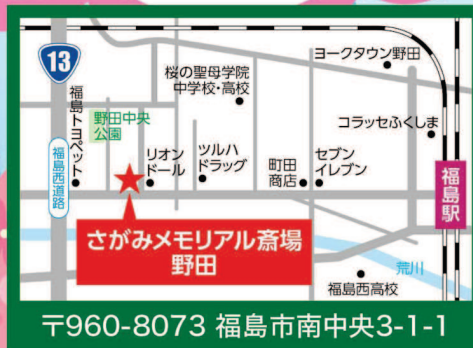 13
ヨークタウン野田
桜の聖母学院
中学校・高校
福島トヨペット
野田中央
公園
コラッセふくしま
リオン
ドール
ツルハ
ドラッグ
町田
商店
セブン
イレブン
福島西道路
福島駅
さがみメモリアル斎場
野田
荒川
福島西高校
〒960-8073 福島市南中央3-1-1